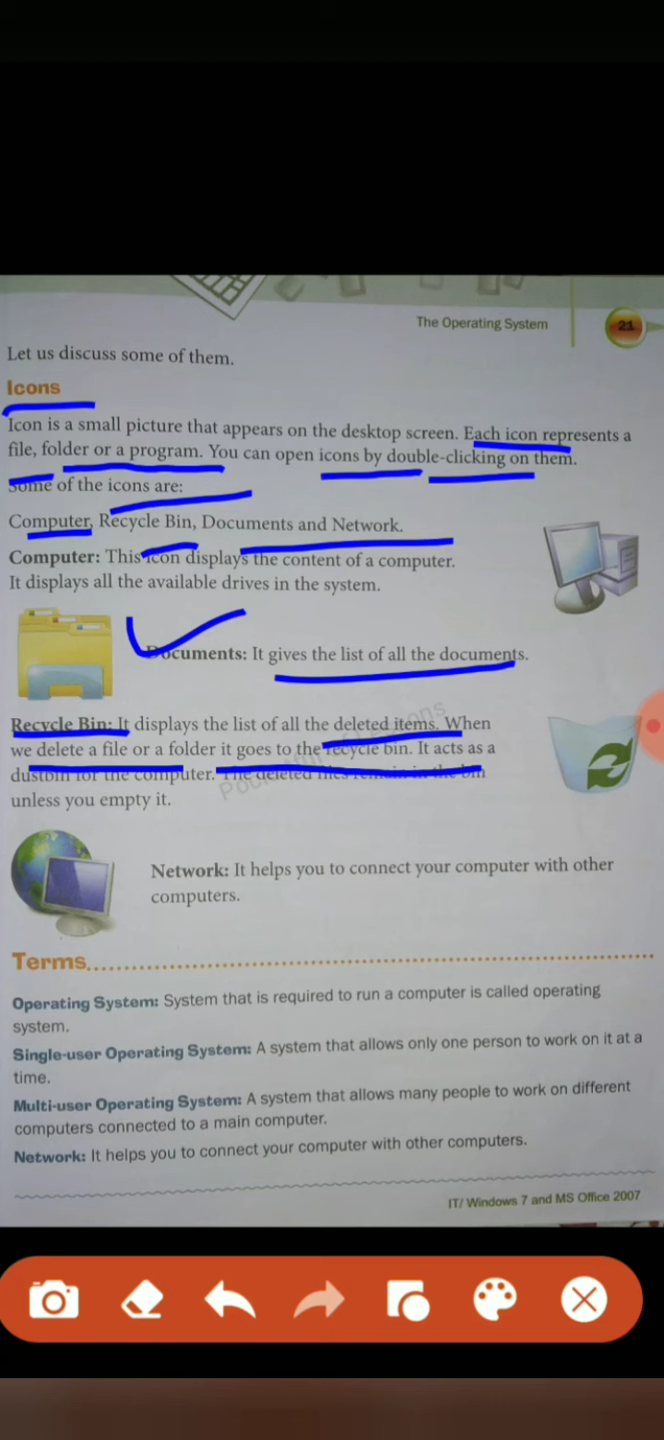 The Operating System
21
Let us discuss some of them.
Icons
Icon is a small picture that appears on the desktop screen. Each icon represents a
file, folder or a program. You can open icons by double-clicking on them.
Some of the icons are:
Computer, Recycle Bin, Documents and Network.
Computer: This icon displays the content of a computer.
It displays all the available drives in the system.
Documents: It gives the list of all the documents.
Recycle Bin: It displays the list of all the deleted items. When
we delete a file or a folder it goes to the recycle bin. It acts as a
dustbin for the computer. The deleted files remain in the bin
unless you empty it.
Network: It helps you to connect your computer with other
computers.
Terms
Operating System: System that is required to run a computer is called operating
system.
Single-user Operating System: A system that allows only one person to work on it at a
time.
Multi-user Operating System: A system that allows many people to work on different
computers connected to a main computer.
Network: It helps you to connect your computer with other computers.
IT/ Windows 7 and MS Office 2007